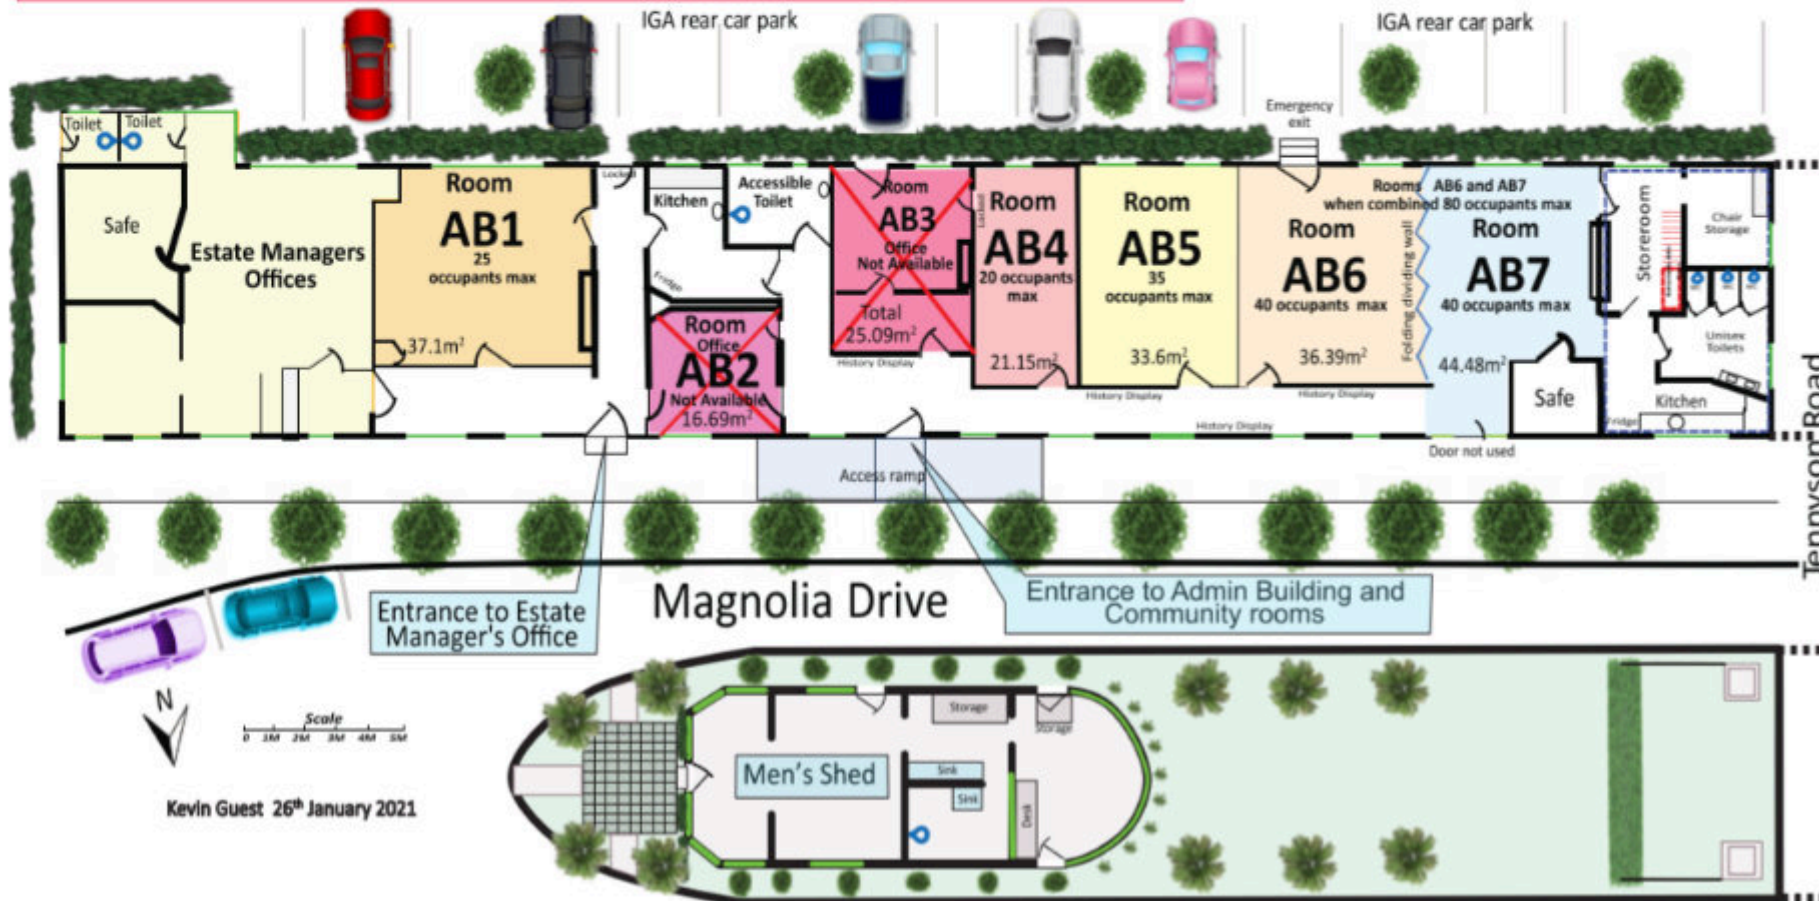 IGA rear car park
IGA rear car park
Emergency
exit
Toilet
Toilet
Safe
Estate Managers
Offices
Room
AB1
25
occupants max
37.1m²
Locked
Kitchen
Fridge
Accessible
Toilet
Room
Office
AB2
Not Available
16.69m²
Room
AB3
Office
Not Available
Total
25.09m²
History Display
Locked
Room
AB4
20 occupants
max
21.15m²
Room
AB5
35
occupants max
33.6m²
History Display
Rooms AB6 and AB7
when combined 80 occupants max
Room
AB6
40 occupants max
36.39m²
History Display
Folding dividing wall
Room
AB7
40 occupants max
44.48m²
Safe
Storeroom
Chair
Storage
Unisex
Toilets
Kitchen
Fridge
History Display
Door not used
Access ramp
Tennyson Road
Entrance to Estate
Manager's Office
Magnolia Drive
Entrance to Admin Building and
Community rooms
N
Scale
0 1M 2M 3M 4M 5M
Kevin Guest 26th January 2021
Men's Shed
Storage
Storage
Sink
Sink
Desk